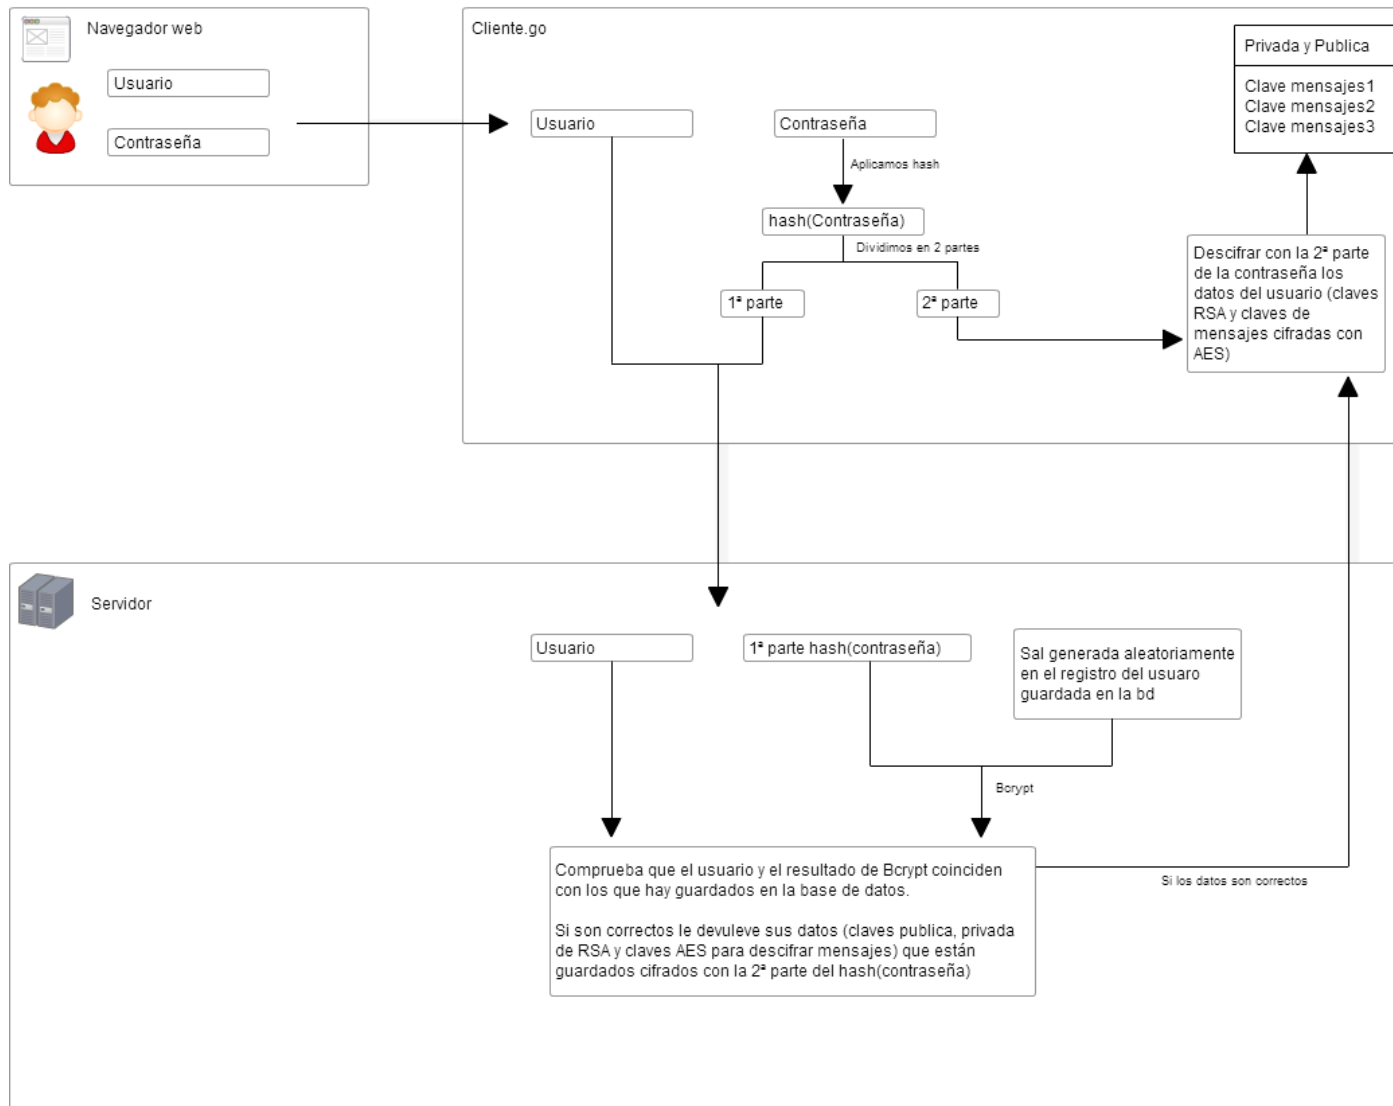 Navegador web
Usuario
Contraseña
Cliente.go
Usuario
Contraseña
Aplicamos hash
hash(Contraseña)
Dividimos en 2 partes
1ª parte
2ª parte
Privada y Publica
Clave mensajes1
Clave mensajes2
Clave mensajes3
Descifrar con la 2ª parte
de la contraseña los
datos del usuario (claves
RSA y claves de
mensajes cifradas con
AES)
Servidor
Usuario
1ª parte hash(contraseña)
Sal generada aleatoriamente
en el registro del usuaro
guardada en la bd
Bcrypt
Comprueba que el usuario y el resultado de Bcrypt coinciden
con los que hay guardados en la base de datos.
Si son correctos le devuleve sus datos (claves publica, privada
de RSA y claves AES para descifrar mensajes) que están
guardados cifrados con la 2ª parte del hash(contraseña)
Si los datos son correctos